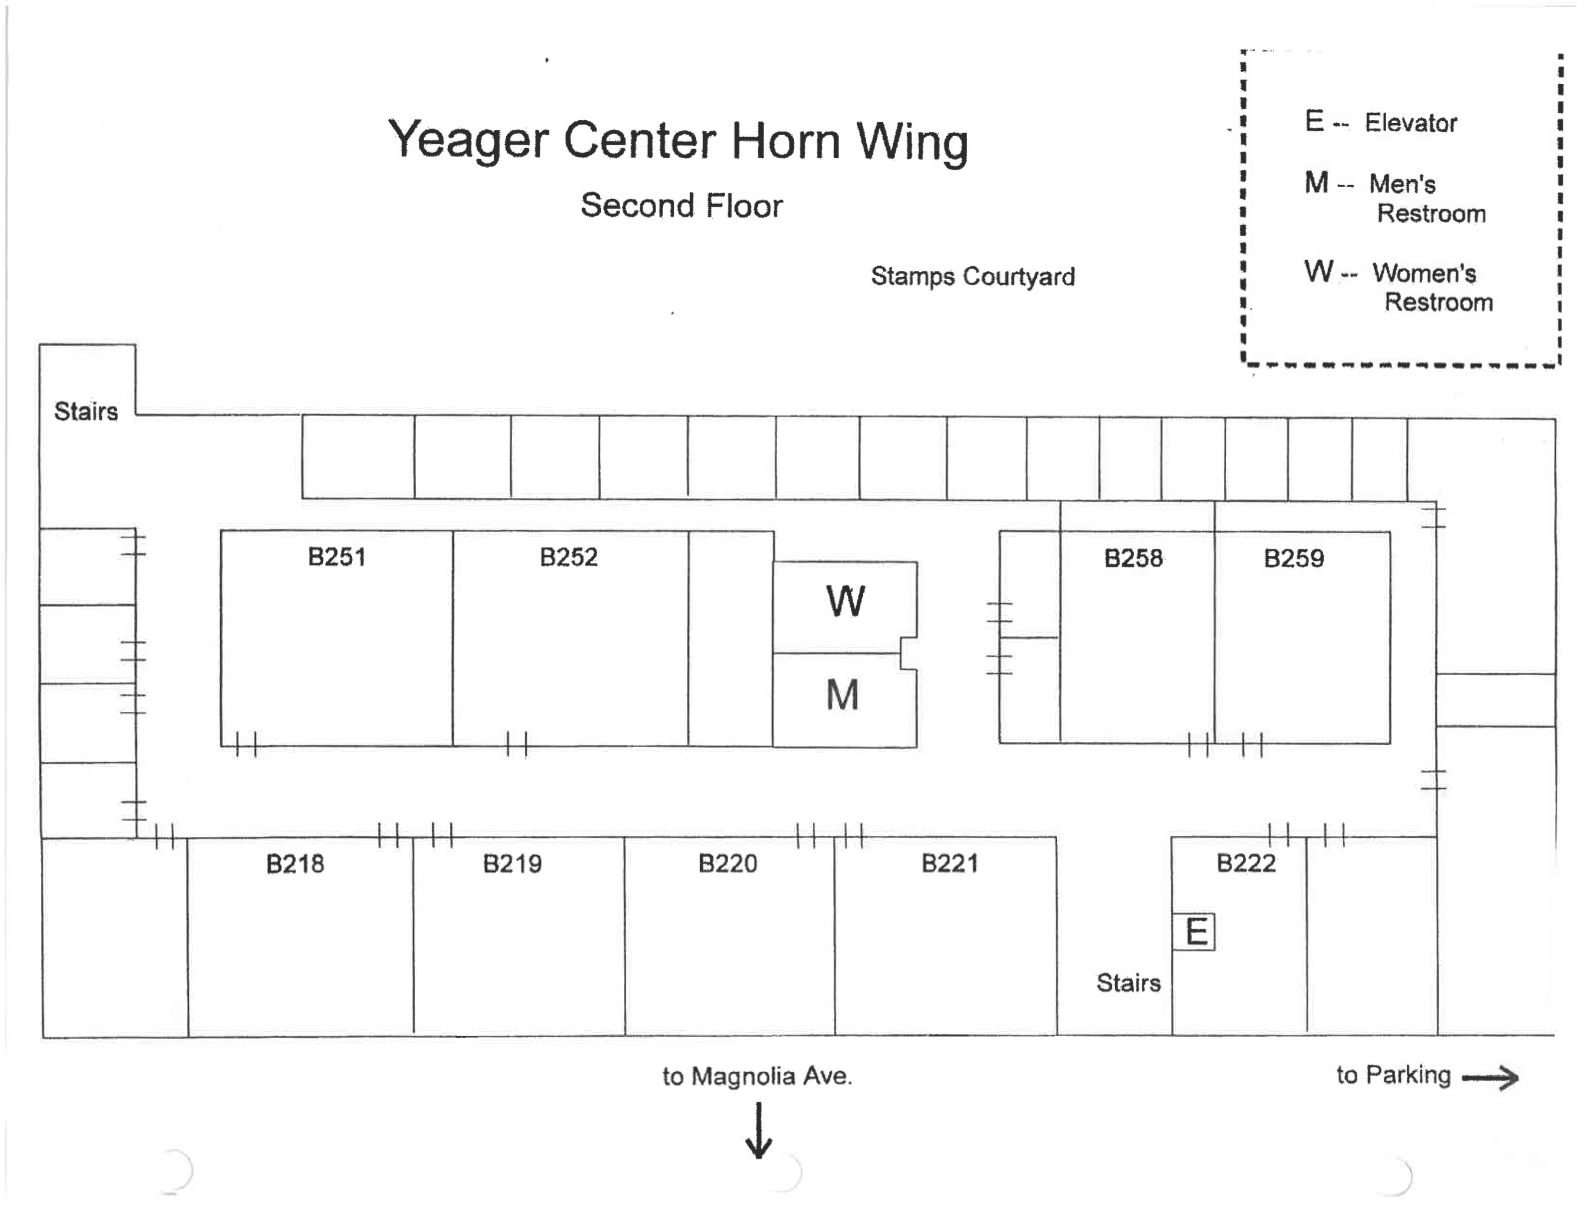 Yeager Center Horn Wing
Second Floor
E -- Elevator
M -- Men's
Restroom
W -- Women's
Restroom
Stamps Courtyard
Stairs
B251
B252
B258
B259
W
M
B218
B219
B220
B221
B222
E
Stairs
to Magnolia Ave.
to Parking